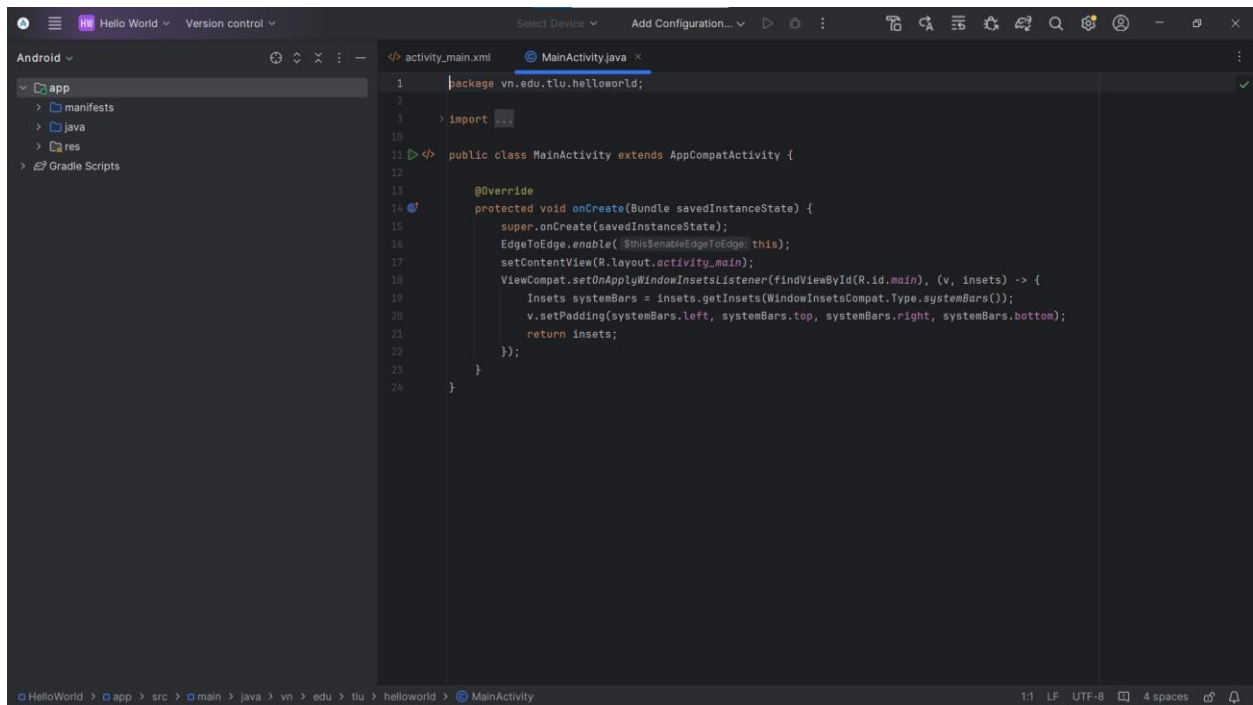 HW Hello World Version control Select Device Add Configuration...
Android
activity_main.xml MainActivity.java
app
manifests
java
res
Gradle Scripts
1 package vn.edu.tlu.helloworld;
2
3 import ...
10
11 public class MainActivity extends AppCompatActivity {
12
13 @Override
14 protected void onCreate(Bundle savedInstanceState) {
15 super.onCreate(savedInstanceState);
16 EdgeToEdge.enable( $this$enableEdgeToEdge: this);
17 setContentView(R.layout.activity_main);
18 ViewCompat.setOnApplyWindowInsetsListener(findViewById(R.id.main), (v, insets) -> {
19 Insets systemBars = insets.getInsets(WindowInsetsCompat.Type.systemBars());
20 v.setPadding(systemBars.left, systemBars.top, systemBars.right, systemBars.bottom);
21 return insets;
22 });
23 }
24 }
HelloWorld > app > src > main > java > vn > edu > tlu > helloworld > MainActivity 1:1 LF UTF-8 4 spaces